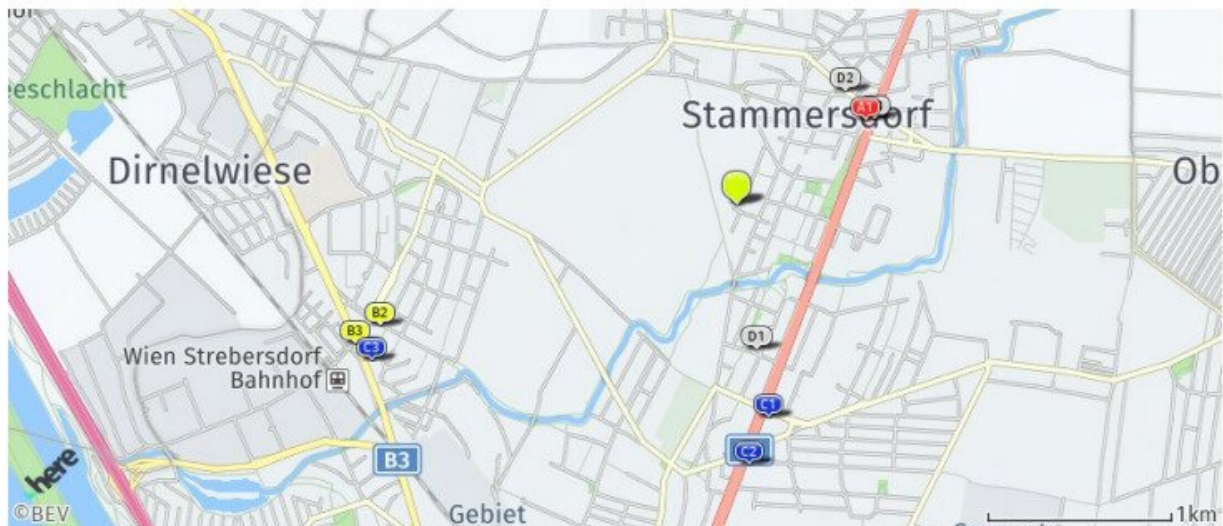 eeschlacht
D2
A1
Stammersdorf
Dirnelwiese
Ob
B2
B3
C3
Wien Strebersdorf
Bahnhof
D1
C1
C2
B3
here
©BEV
Gebiet
1km